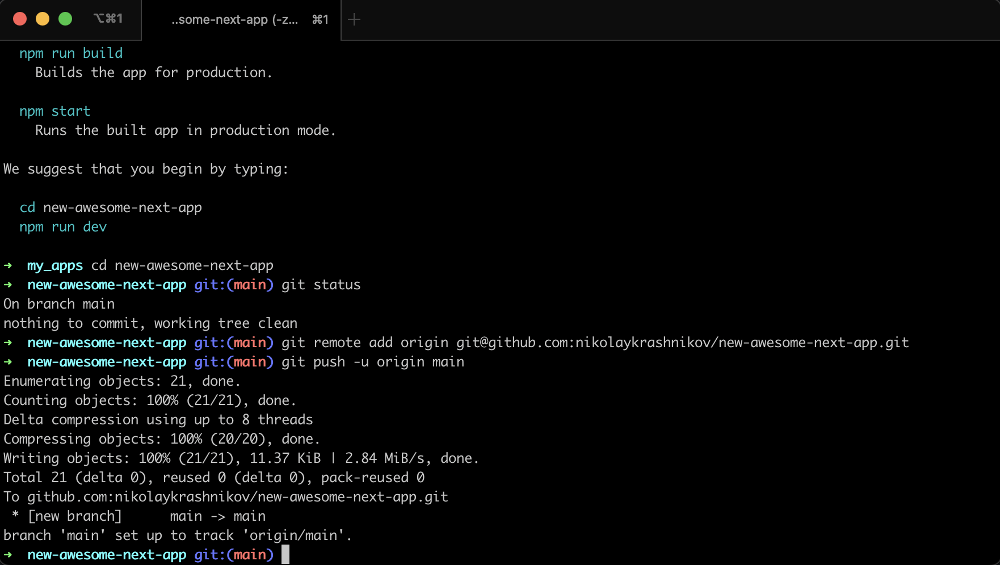 ⌥⌘1 ..some-next-app (-z... ⌘1 +
npm run build
Builds the app for production.
npm start
Runs the built app in production mode.
We suggest that you begin by typing:
cd new-awesome-next-app
npm run dev
➜ my_apps cd new-awesome-next-app
➜ new-awesome-next-app git:(main) git status
On branch main
nothing to commit, working tree clean
➜ new-awesome-next-app git:(main) git remote add origin git@github.com:nikolaykrashnikov/new-awesome-next-app.git
➜ new-awesome-next-app git:(main) git push -u origin main
Enumerating objects: 21, done.
Counting objects: 100% (21/21), done.
Delta compression using up to 8 threads
Compressing objects: 100% (20/20), done.
Writing objects: 100% (21/21), 11.37 KiB | 2.84 MiB/s, done.
Total 21 (delta 0), reused 0 (delta 0), pack-reused 0
To github.com:nikolaykrashnikov/new-awesome-next-app.git
* [new branch] main -> main
branch 'main' set up to track 'origin/main'.
➜ new-awesome-next-app git:(main)